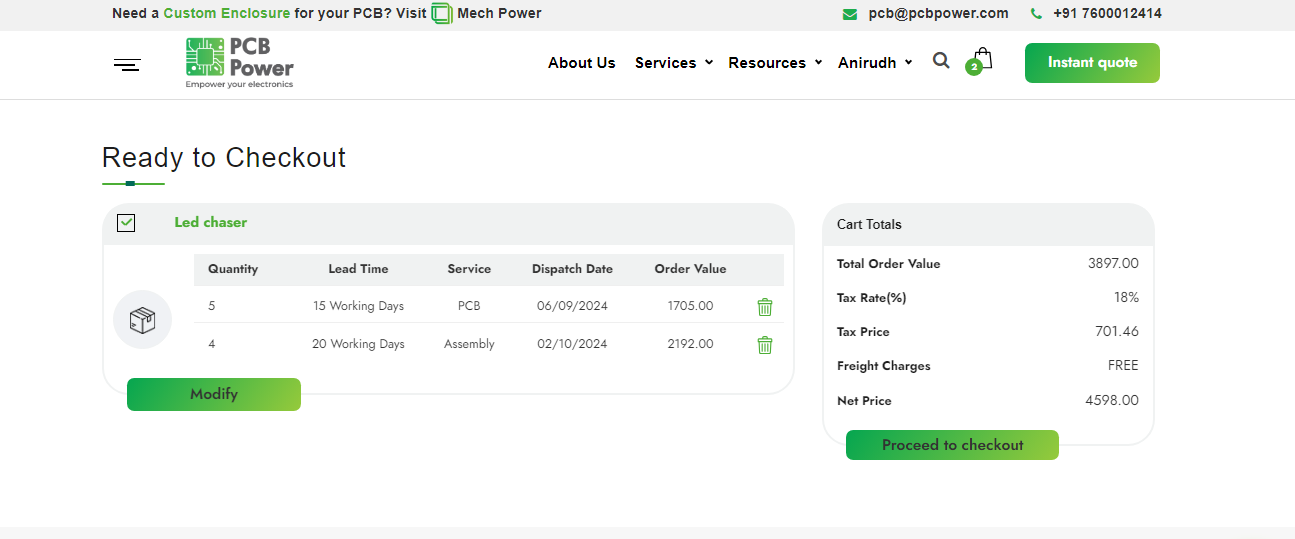 Need a Custom Enclosure for your PCB? Visit Mech Power
pcb@pcbpower.com
+91 7600012414
PCB
Power
Empower your electronics
About Us
Services
Resources
Anirudh
2
Instant quote
Ready to Checkout
Led chaser
Quantity Lead Time Service Dispatch Date Order Value
5 15 Working Days PCB 06/09/2024 1705.00
4 20 Working Days Assembly 02/10/2024 2192.00
Modify
Cart Totals
Total Order Value 3897.00
Tax Rate(%) 18%
Tax Price 701.46
Freight Charges FREE
Net Price 4598.00
Proceed to checkout